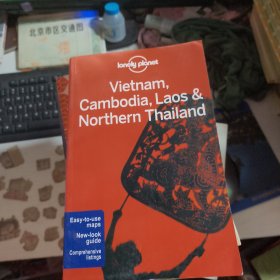 北京市区交通图
lonely planet
Vietnam,
Cambodia, Laos &
Northern Thailand
Easy-to-use
maps
New-look
guide
Comprehensive
listings